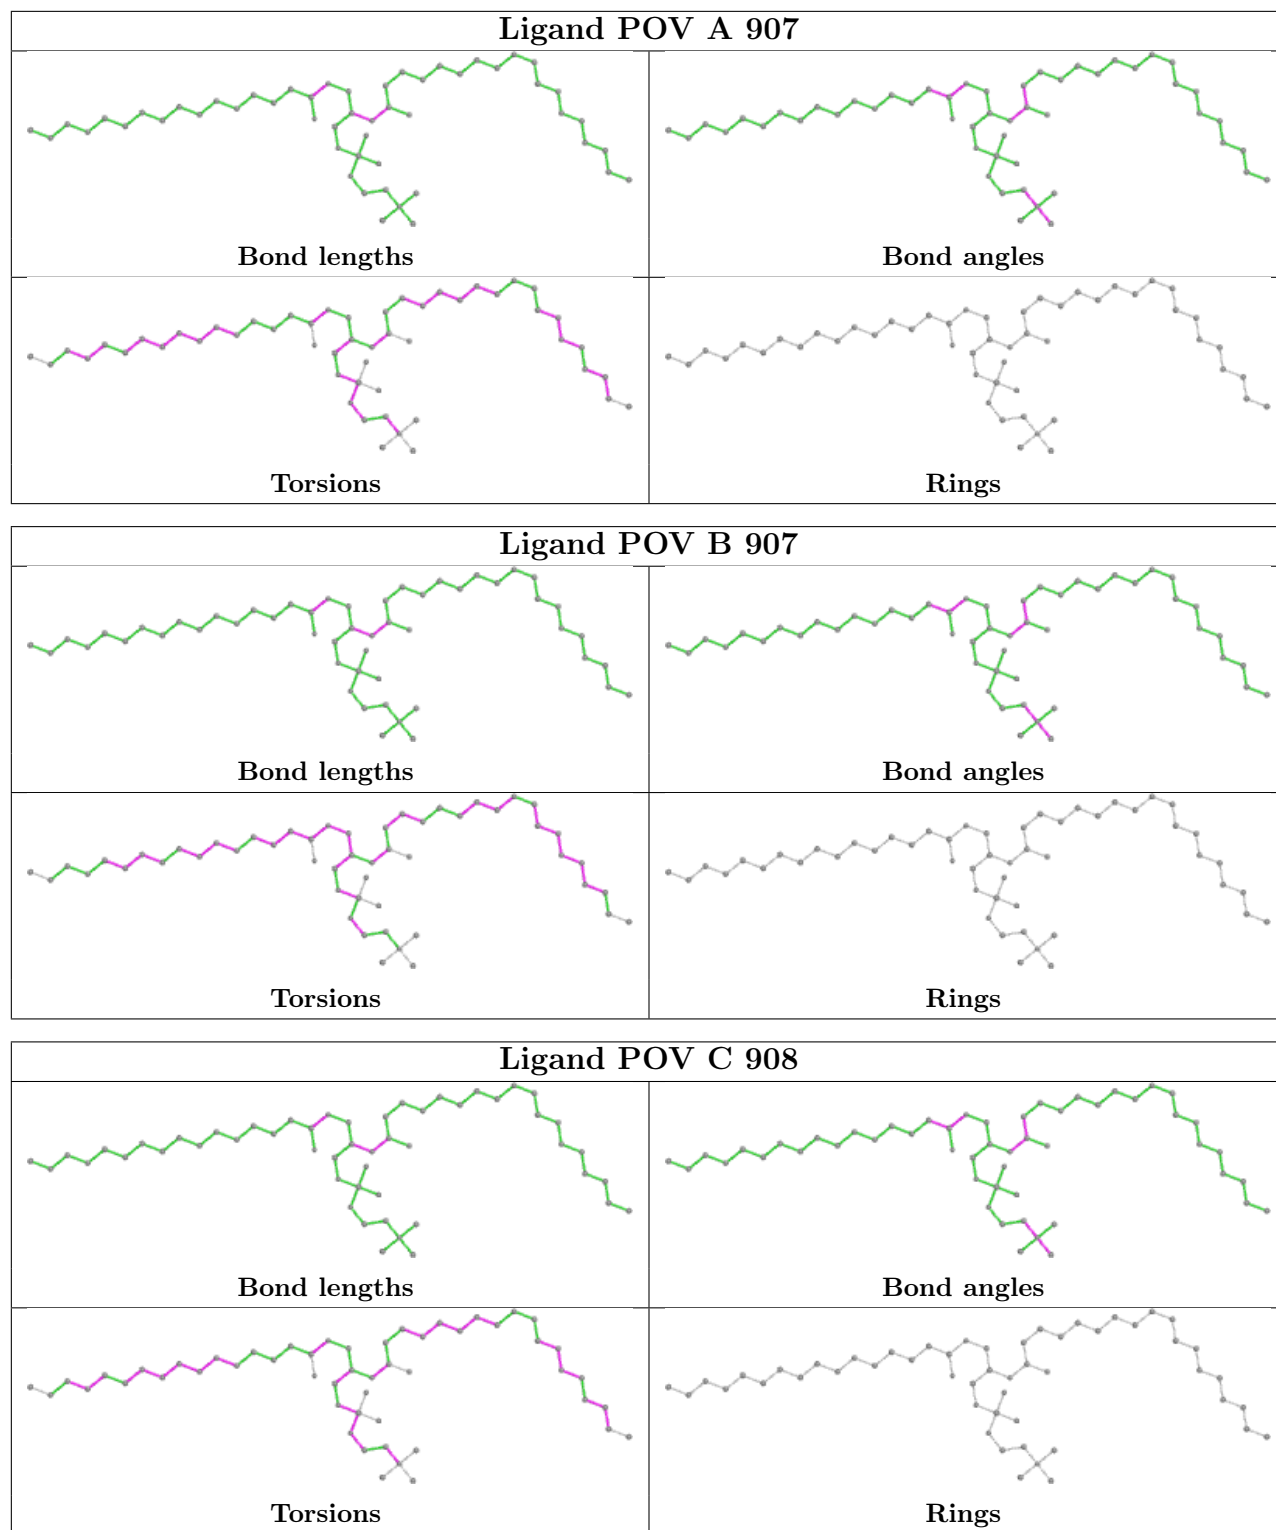 Ligand POV A 907
Bond lengths
Bond angles
Torsions
Rings
Ligand POV B 907
Bond lengths
Bond angles
Torsions
Rings
Ligand POV C 908
Bond lengths
Bond angles
Torsions
Rings